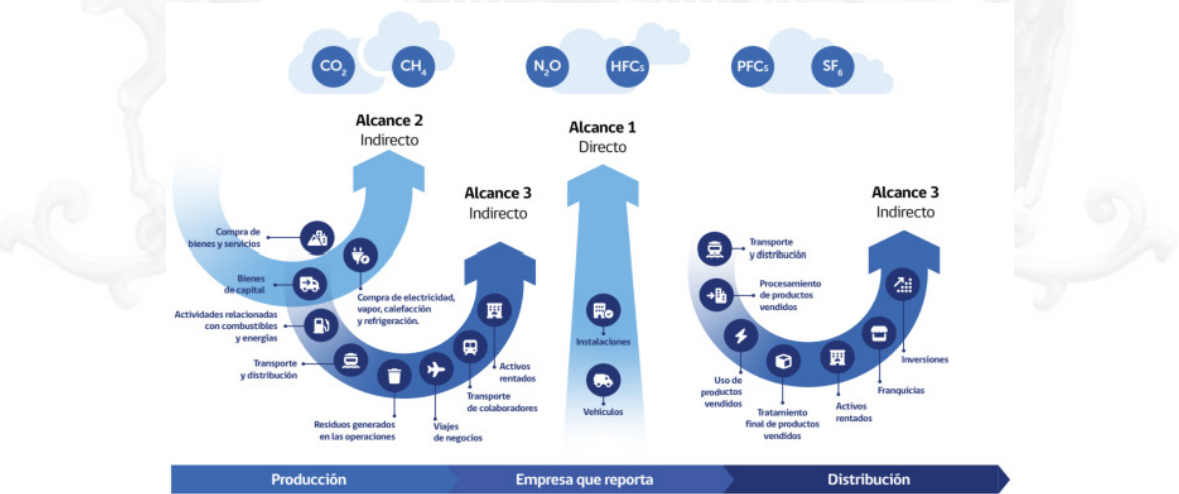 CO₂
CH₄
N₂O
HFCs
PFCs
SF₆
Alcance 2
Indirecto
Alcance 1
Directo
Alcance 3
Indirecto
Alcance 3
Indirecto
Compra de
bienes y servicios
Bienes
de capital
Actividades relacionadas
con combustibles
y energías
Transporte
y distribución
Residuos generados
en las operaciones
Viajes
de negocios
Transporte
de colaboradores
Activos
rentados
Compra de electricidad,
vapor, calefacción
y refrigeración.
Instalaciones
Vehículos
Transporte
y distribución
Procesamiento
de productos
vendidos
Uso de
productos
vendidos
Tratamiento
final de productos
vendidos
Activos
rentados
Franquicias
Inversiones
Producción
Empresa que reporta
Distribución